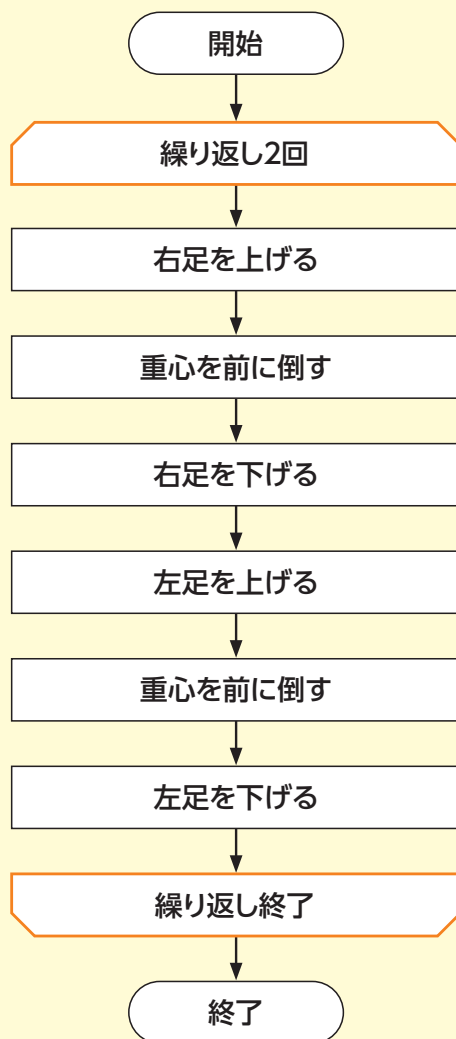 開始
繰り返し2回
右足を上げる
重心を前に倒す
右足を下げる
左足を上げる
重心を前に倒す
左足を下げる
繰り返し終了
終了